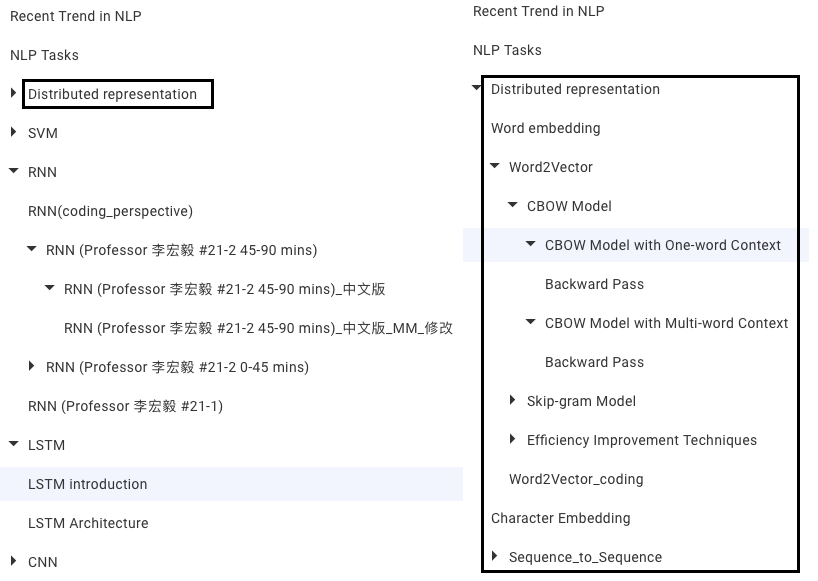 Recent Trend in NLP
NLP Tasks
Distributed representation
SVM
RNN
RNN(coding_perspective)
RNN (Professor 李宏毅 #21-2 45-90 mins)
RNN (Professor 李宏毅 #21-2 45-90 mins)_中文版
RNN (Professor 李宏毅 #21-2 45-90 mins)_中文版_MM_修改
RNN (Professor 李宏毅 #21-2 0-45 mins)
RNN (Professor 李宏毅 #21-1)
LSTM
LSTM introduction
LSTM Architecture
CNN
Recent Trend in NLP
NLP Tasks
Distributed representation
Word embedding
Word2Vector
CBOW Model
CBOW Model with One-word Context
Backward Pass
CBOW Model with Multi-word Context
Backward Pass
Skip-gram Model
Efficiency Improvement Techniques
Word2Vector_coding
Character Embedding
Sequence_to_Sequence